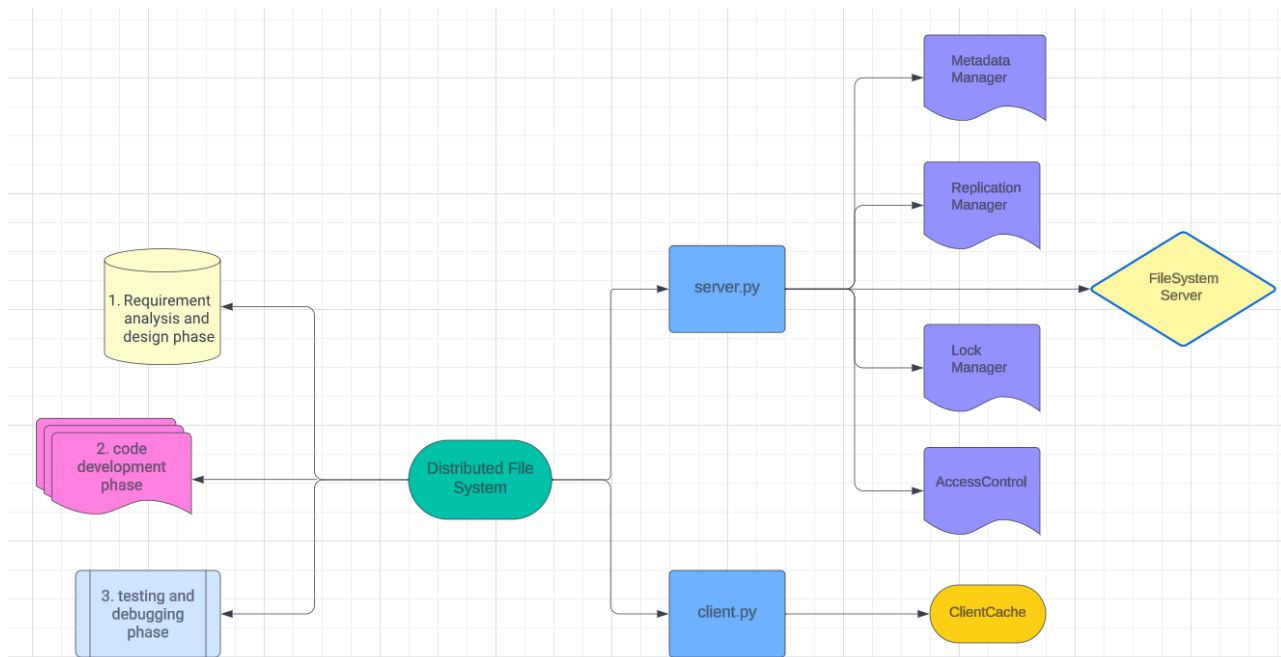 Metadata
Manager
Replication
Manager
FileSystem
Server
server.py
1. Requirement
analysis and
design phase
Lock
Manager
2. code
development
phase
Distributed File
System
AccessControl
3. testing and
debugging
phase
client.py
ClientCache